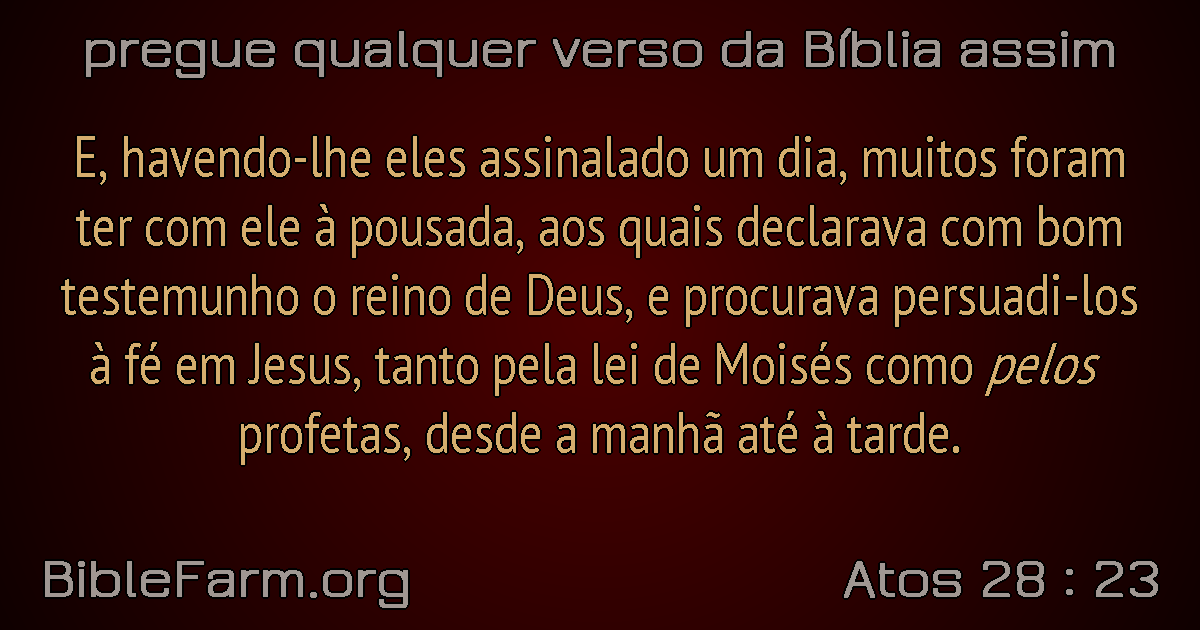 pregue qualquer verso da Bíblia assim
E, havendo-lhe eles assinalado um dia, muitos foram
ter com ele à pousada, aos quais declarava com bom
testemunho o reino de Deus, e procurava persuadi-los
à fé em Jesus, tanto pela lei de Moisés como pelos
profetas, desde a manhã até à tarde.
BibleFarm.org
Atos 28 : 23